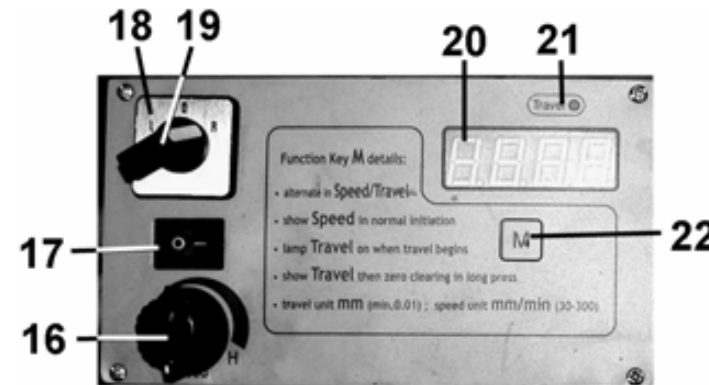 18 19 20 21
Travel
L 0 R
Function Key M details:
• alternate in Speed/Travel
• show Speed in normal initiation
M
22
17
O –
• lamp Travel on when travel begins
• show Travel then zero clearing in long press
• travel unit mm (min.0.01) ; speed unit mm/min (30-300)
16
H